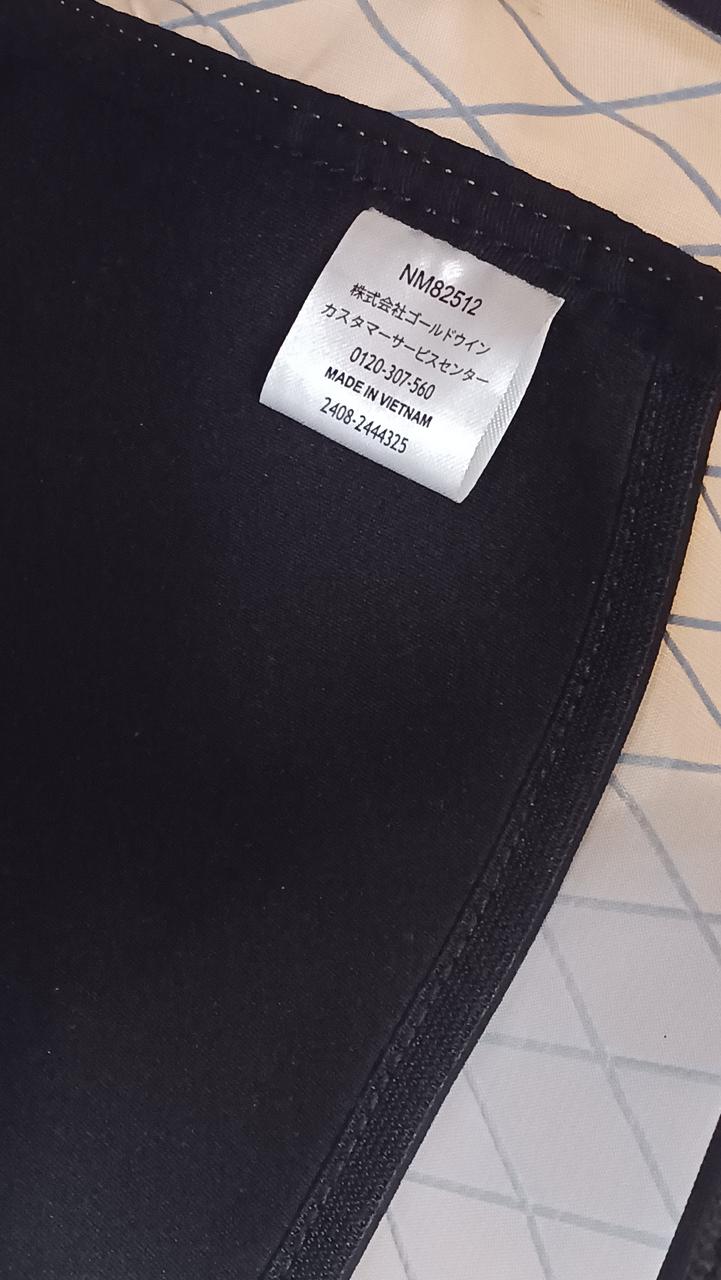 NM82512
株式会社ゴールドウイン
カスタマーサービスセンター
0120-307-560
MADE IN VIETNAM
2408-2444325